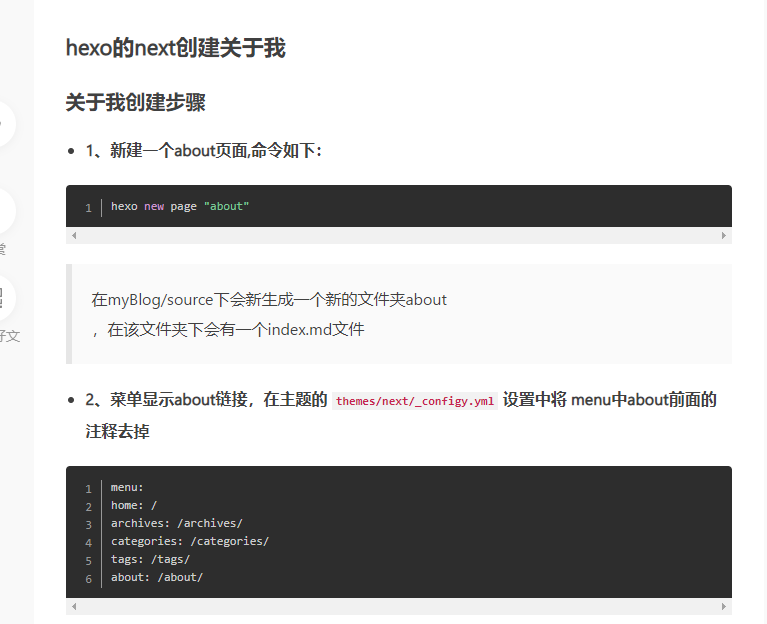 hexo的next创建关于我
关于我创建步骤
1、新建一个about页面,命令如下：
1 hexo new page "about"
在myBlog/source下会新生成一个新的文件夹about
，在该文件夹下会有一个index.md文件
2、菜单显示about链接，在主题的 themes/next/_configy.yml 设置中将 menu中about前面的
注释去掉
1 menu:
2 home: /
3 archives: /archives/
4 categories: /categories/
5 tags: /tags/
6 about: /about/